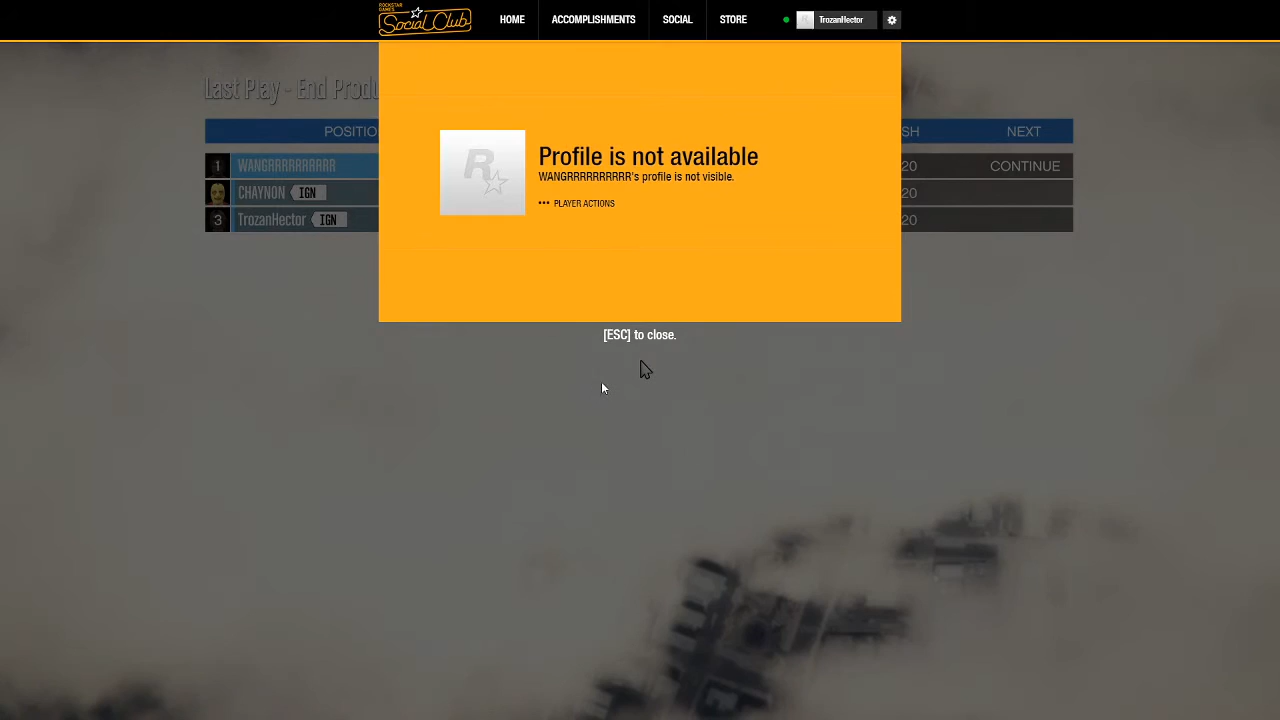 ROCKSTAR
GAMES
Social Club
HOME
ACCOMPLISHMENTS
SOCIAL
STORE
R
TrozanHector
Last Play - End Produ
POSITIO
SH
NEXT
1 WANGRRRRRRRRRR
20
CONTINUE
CHAYNON IGN
20
3 TrozanHector IGN
20
R
Profile is not available
WANGRRRRRRRRRR's profile is not visible.
••• PLAYER ACTIONS
[ESC] to close.